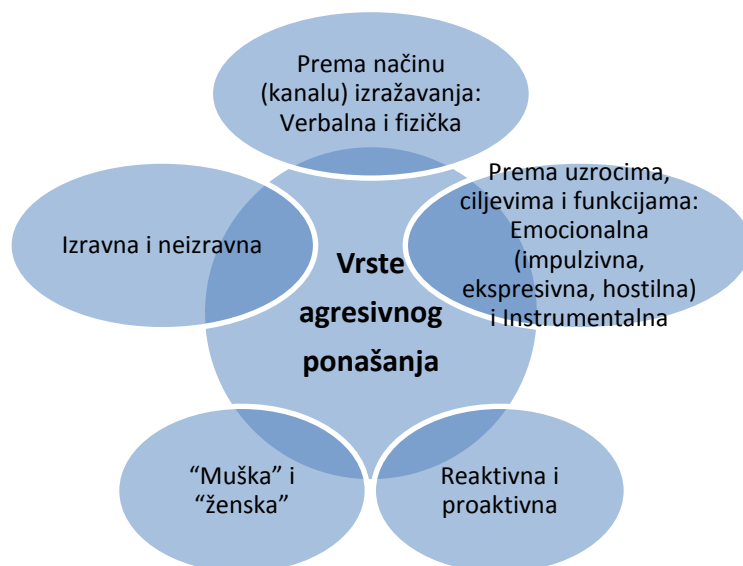 Prema načinu
(kanalu) izražavanja:
Verbalna i fizička
Prema uzrocima,
ciljevima i funkcijama:
Emocionalna
(impulzivna,
ekspresivna, hostilna)
i Instrumentalna
Izravna i neizravna
Vrste
agresivnog
ponašanja
“Muška” i
“ženska”
Reaktivna i
proaktivna